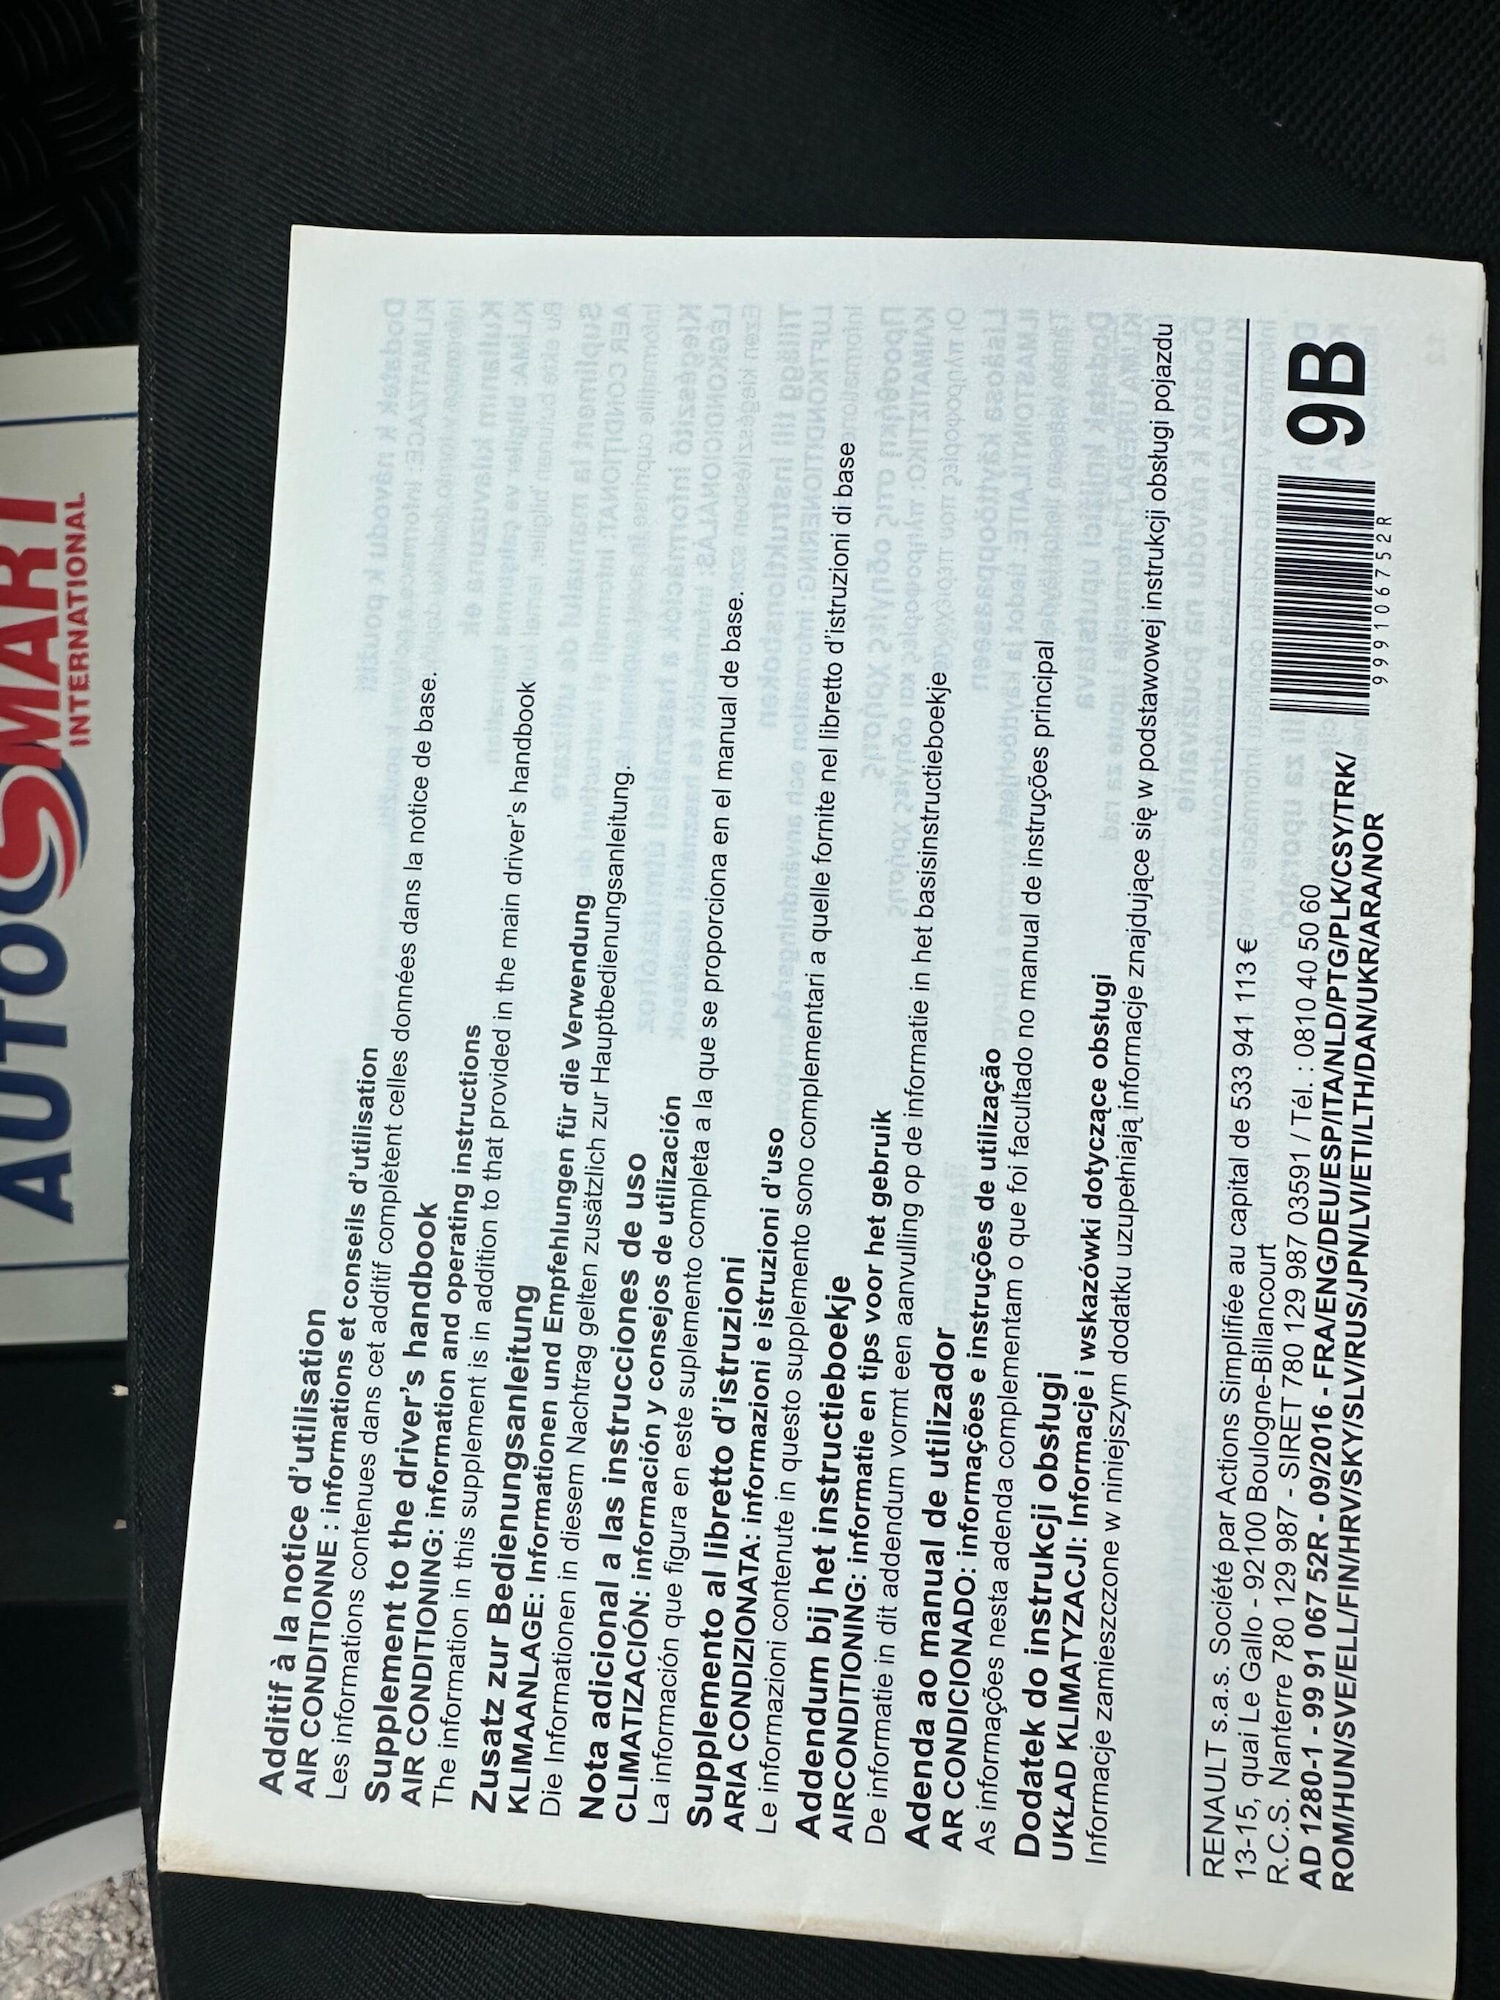 AUTO SMART
INTERNATIONAL
Additif à la notice d'utilisation
AIR CONDITIONNE : informations et conseils d'utilisation
Les informations contenues dans cet additif complètent celles données dans la notice de base.
Supplement to the driver's handbook
AIR CONDITIONING: information and operating instructions
The information in this supplement is in addition to that provided in the main driver's handbook
Zusatz zur Bedienungsanleitung
KLIMAANLAGE: Informationen und Empfehlungen für die Verwendung
Die Informationen in diesem Nachtrag gelten zusätzlich zur Hauptbedienungsanleitung.
Nota adicional a las instrucciones de uso
CLIMATIZACIÓN: información y consejos de utilización
La información que figura en este suplemento completa a la que se proporciona en el manual de base.
Supplemento al libretto d'istruzioni
ARIA CONDIZIONATA: informazioni e istruzioni d'uso
Le informazioni contenute in questo supplemento sono complementari a quelle fornite nel libretto d'istruzioni di base
Addendum bij het instructieboekje
AIRCONDITIONING: informatie en tips voor het gebruik
De informatie in dit addendum vormt een aanvulling op de informatie in het basisinstructieboekje
Adenda ao manual de utilizador
AR CONDICIONADO: informações e instruções de utilização
As informações nesta adenda complementam o que foi facultado no manual de instruções principal
Dodatek do instrukcji obsługi
UKŁAD KLIMATYZACJI: Informacje i wskazówki dotyczące obsługi
Informacje zamieszczone w niniejszym dodatku uzupełniają informacje znajdujące się w podstawowej instrukcji obsługi pojazdu
RENAULT s.a.s. Société par Actions Simplifiée au capital de 533 941 113 €
13-15, quai Le Gallo - 92100 Boulogne-Billancourt
R.C.S. Nanterre 780 129 987 - SIRET 780 129 987 03591 / Tél. : 0810 40 50 60
AD 1280-1 - 99 91 067 52R - 09/2016 - FRA/ENG/DEU/ESP/ITA/NLD/PTG/PLK/CSY/TRK/
ROM/HUN/SVE/ELL/FIN/HRV/SKY/SLV/RUS/JPN/LVIETI/LTH/DAN/UKR/ARA/NOR
999106752R
9B